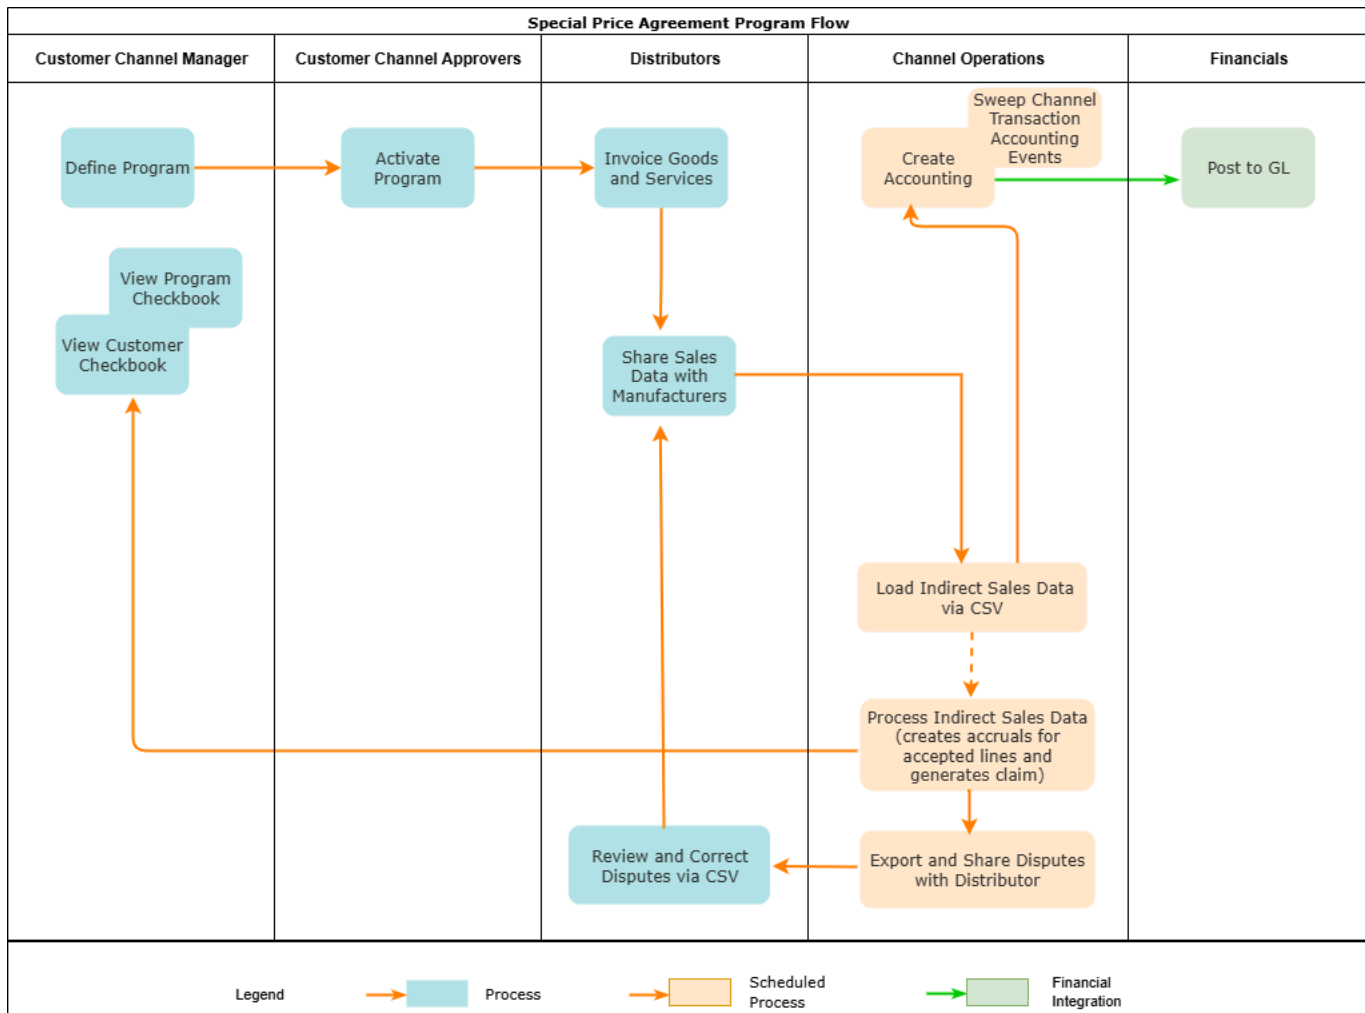 Special Price Agreement Program Flow
Customer Channel Manager
Customer Channel Approvers
Distributors
Channel Operations
Financials
Define Program
Activate
Program
Invoice Goods
and Services
Create
Accounting
Sweep Channel
Transaction
Accounting
Events
Post to GL
View Program
Checkbook
View Customer
Checkbook
Share Sales
Data with
Manufacturers
Load Indirect Sales Data
via CSV
Process Indirect Sales Data
(creates accruals for
accepted lines and
generates claim)
Review and Correct
Disputes via CSV
Export and Share Disputes
with Distributor
Legend
Process
Scheduled
Process
Financial
Integration